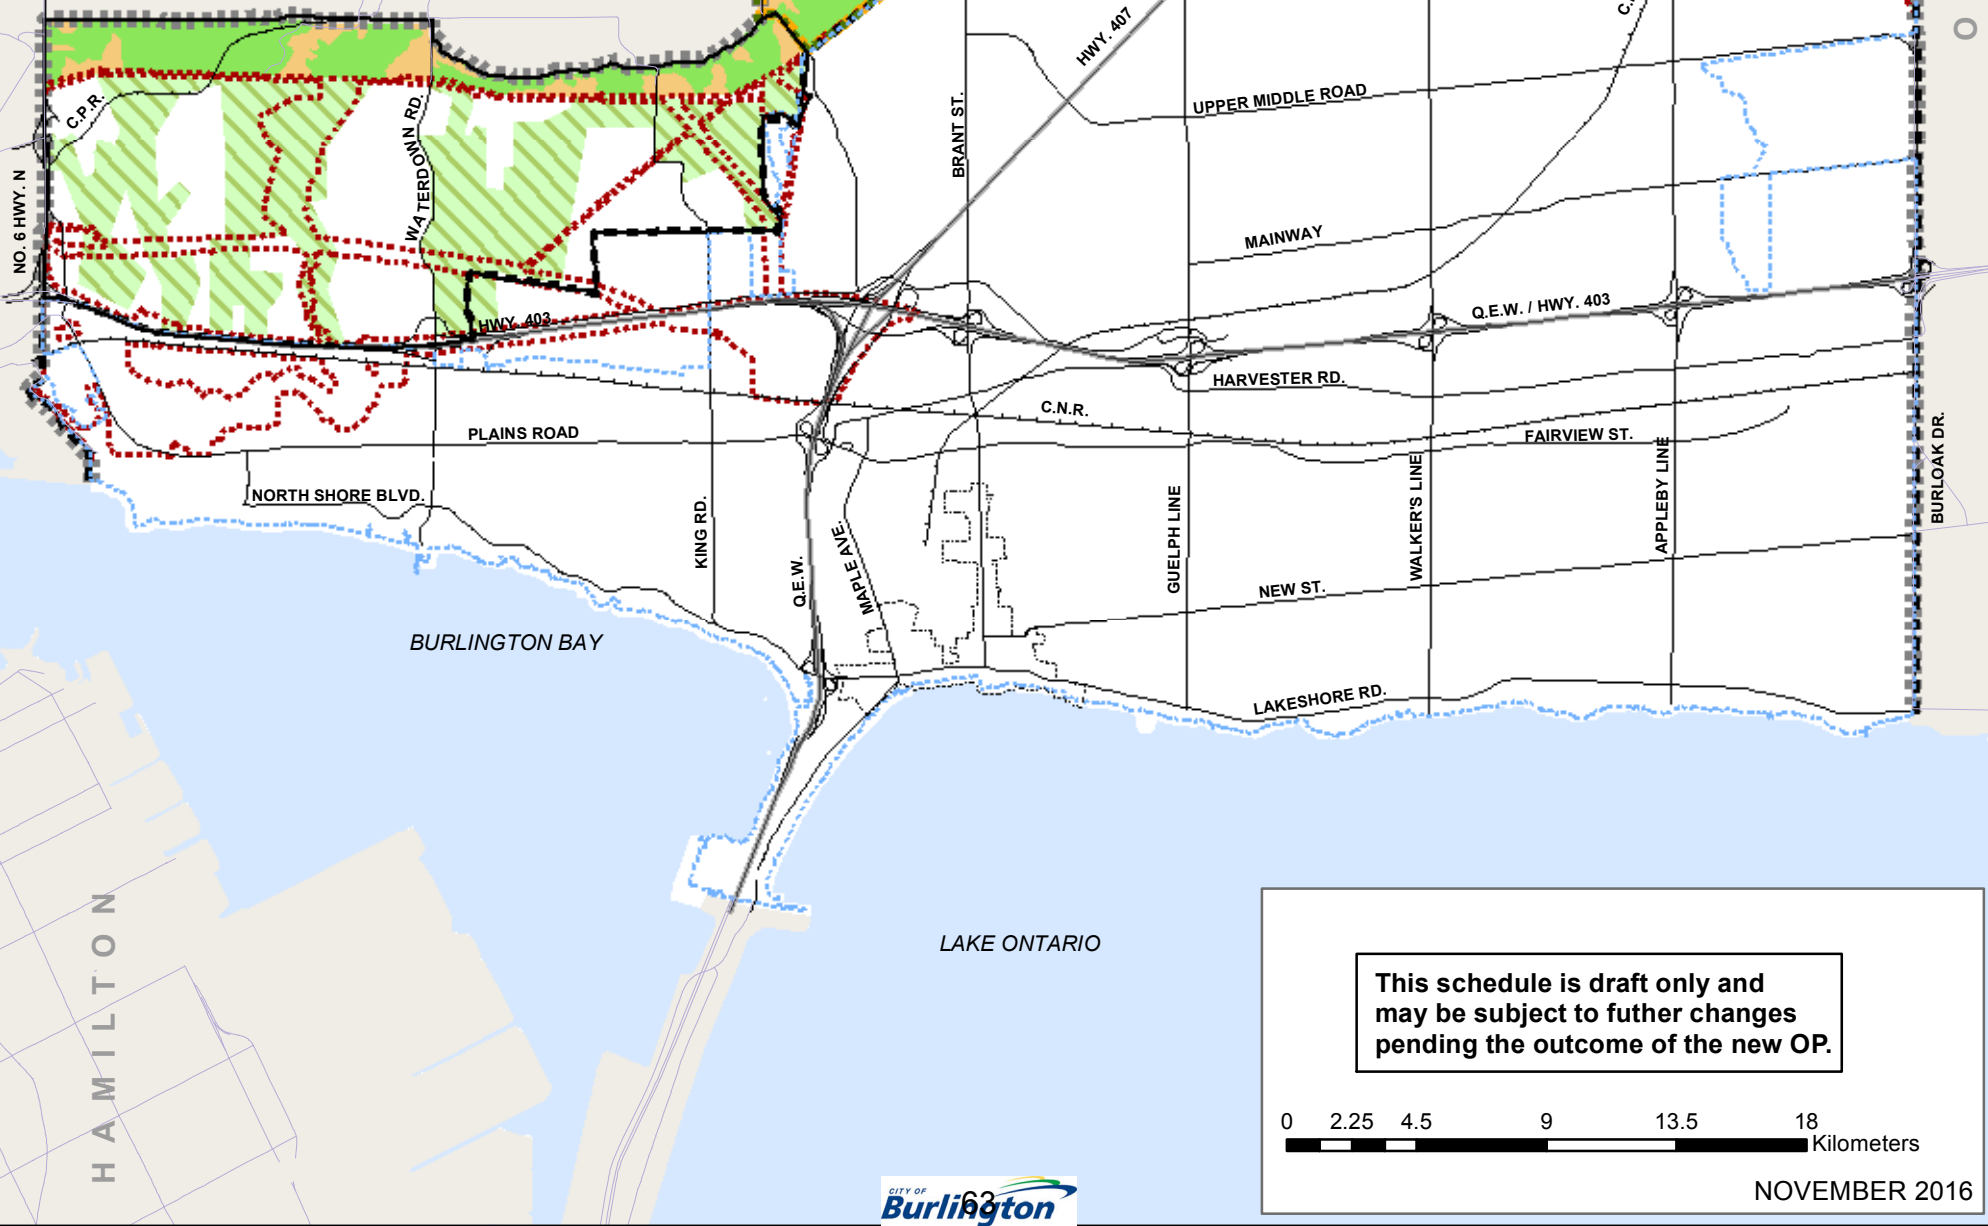 HWY. 407
C.
O
C.P.R.
WATERDOWN RD.
BRANT ST.
UPPER MIDDLE ROAD
NO. 6 HWY. N
MAINWAY
HWY. 403
Q.E.W. / HWY. 403
HARVESTER RD.
C.N.R.
PLAINS ROAD
FAIRVIEW ST.
BURLOAK DR.
NORTH SHORE BLVD.
KING RD.
Q.E.W.
MAPLE AVE.
GUELPH LINE
WALKER'S LINE
APPLEBY LINE
NEW ST.
BURLINGTON BAY
LAKESHORE RD.
HAMILTON
LAKE ONTARIO
This schedule is draft only and
may be subject to futher changes
pending the outcome of the new OP.
0 2.25 4.5 9 13.5 18
Kilometers
NOVEMBER 2016
CITY OF
Burlington
63